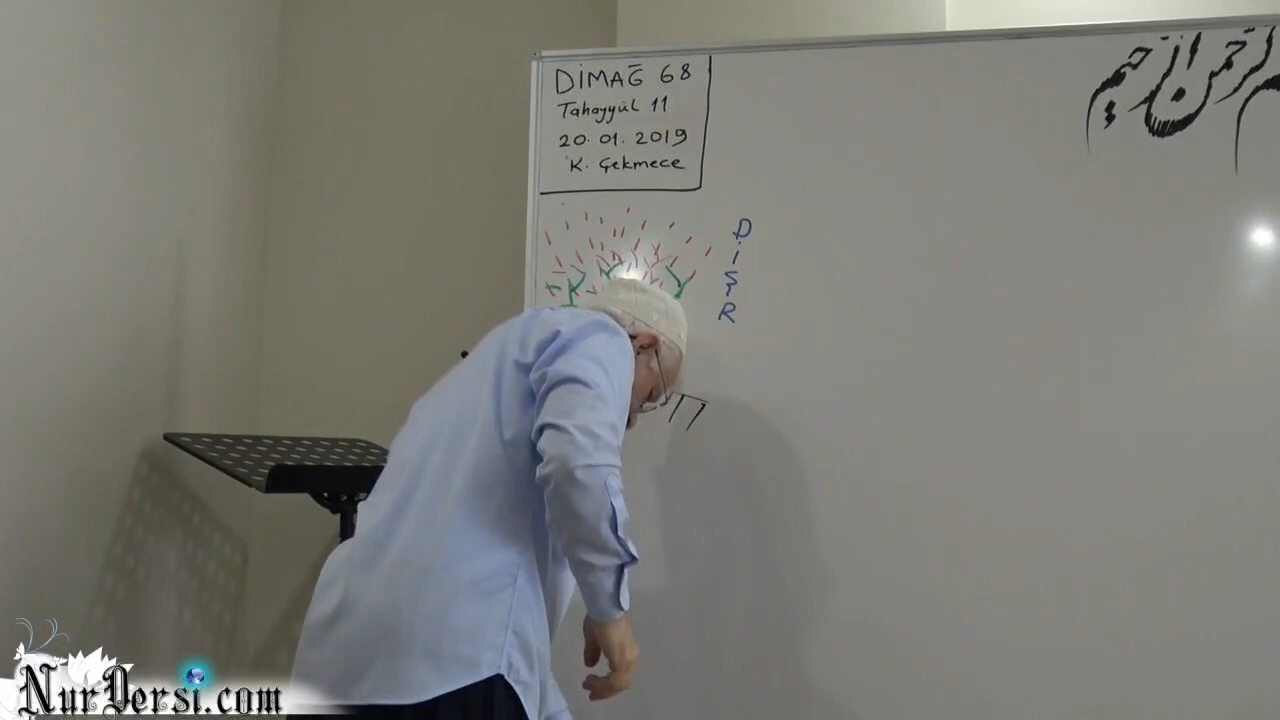 DİMAĞ 68
Tahayyül 11
20.01.2019
K. Çekmece
الرحمن الرحيم
D
İ
Ş
R
NurDersi.com